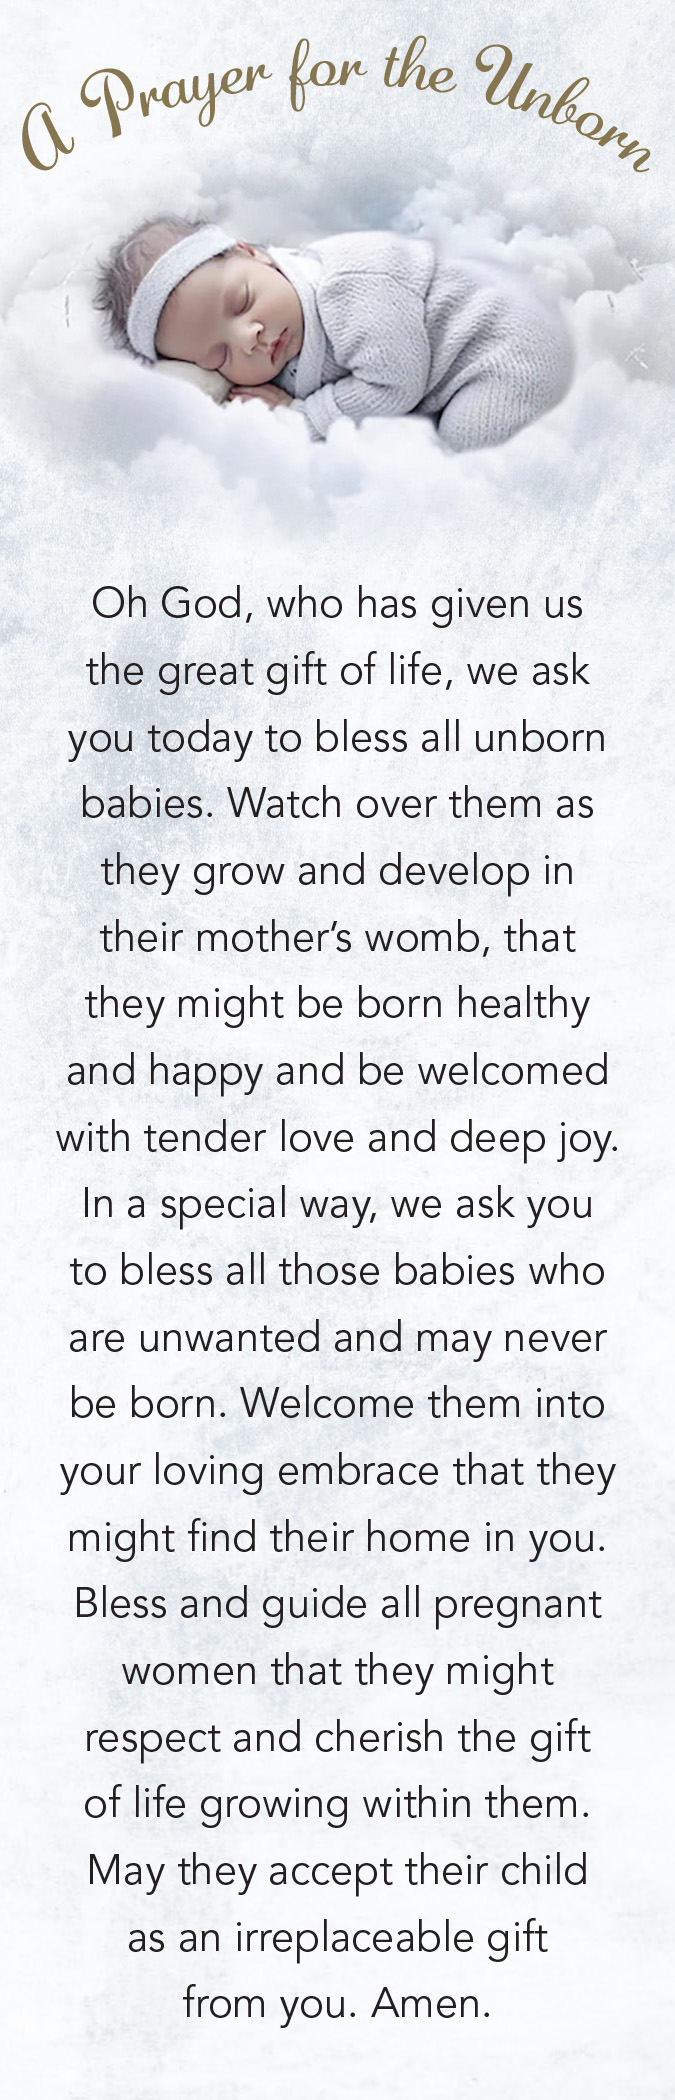 A Prayer for the Unborn
Oh God, who has given us
the great gift of life, we ask
you today to bless all unborn
babies. Watch over them as
they grow and develop in
their mother’s womb, that
they might be born healthy
and happy and be welcomed
with tender love and deep joy.
In a special way, we ask you
to bless all those babies who
are unwanted and may never
be born. Welcome them into
your loving embrace that they
might find their home in you.
Bless and guide all pregnant
women that they might
respect and cherish the gift
of life growing within them.
May they accept their child
as an irreplaceable gift
from you. Amen.